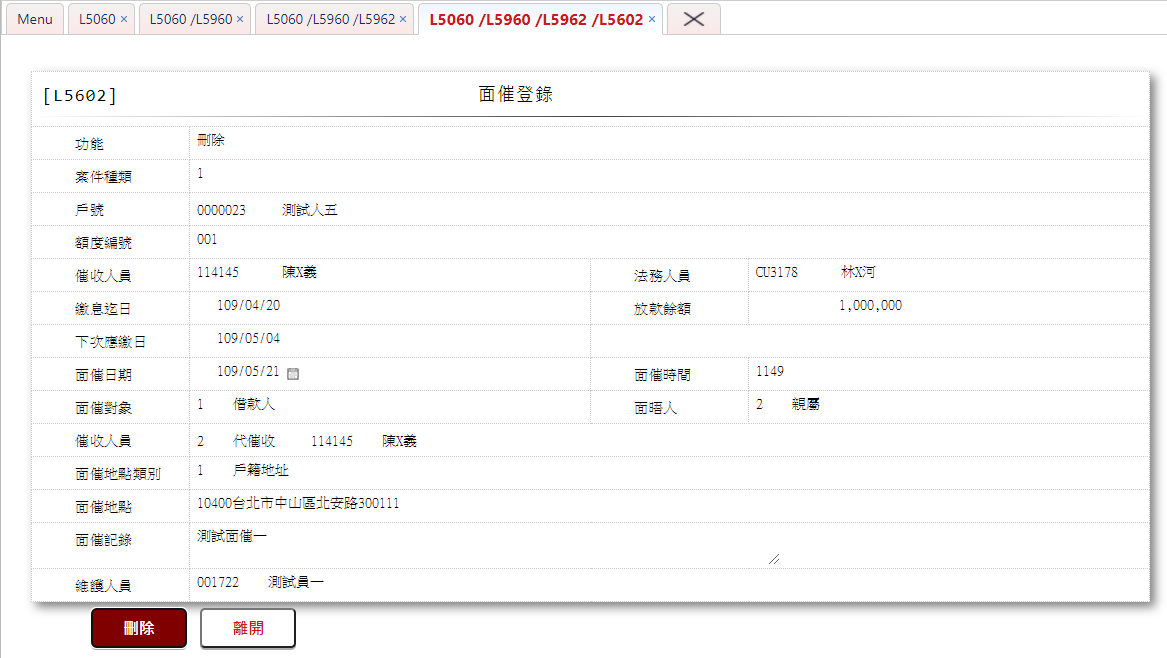 Menu L5060 × L5060 /L5960 × L5060 /L5960 /L5962 × L5060 /L5960 /L5962 /L5602 ×
[L5602] 面催登錄
功能 刪除
案件種類 1
戶號 0000023 測試人五
額度編號 001
催收人員 114145 陳X義 法務人員 CU3178 林X河
繳息迄日 109/04/20 放款餘額 1,000,000
下次應繳日 109/05/04
面催日期 109/05/21 面催時間 1149
面催對象 1 借款人 面晤人 2 親屬
催收人員 2 代催收 114145 陳X義
面催地點類別 1 戶籍地址
面催地點 10400台北市中山區北安路300111
面催記錄 測試面催一
維護人員 001722 測試員一
刪除 離開